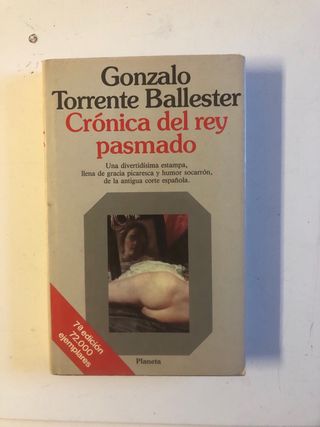 Gonzalo
Torrente Ballester
Crónica del rey
pasmado
Una divertidísima estampa,
llena de gracia picaresca y humor socarrón,
de la antigua corte española.
7ª edición
72.000
ejemplares
Planeta